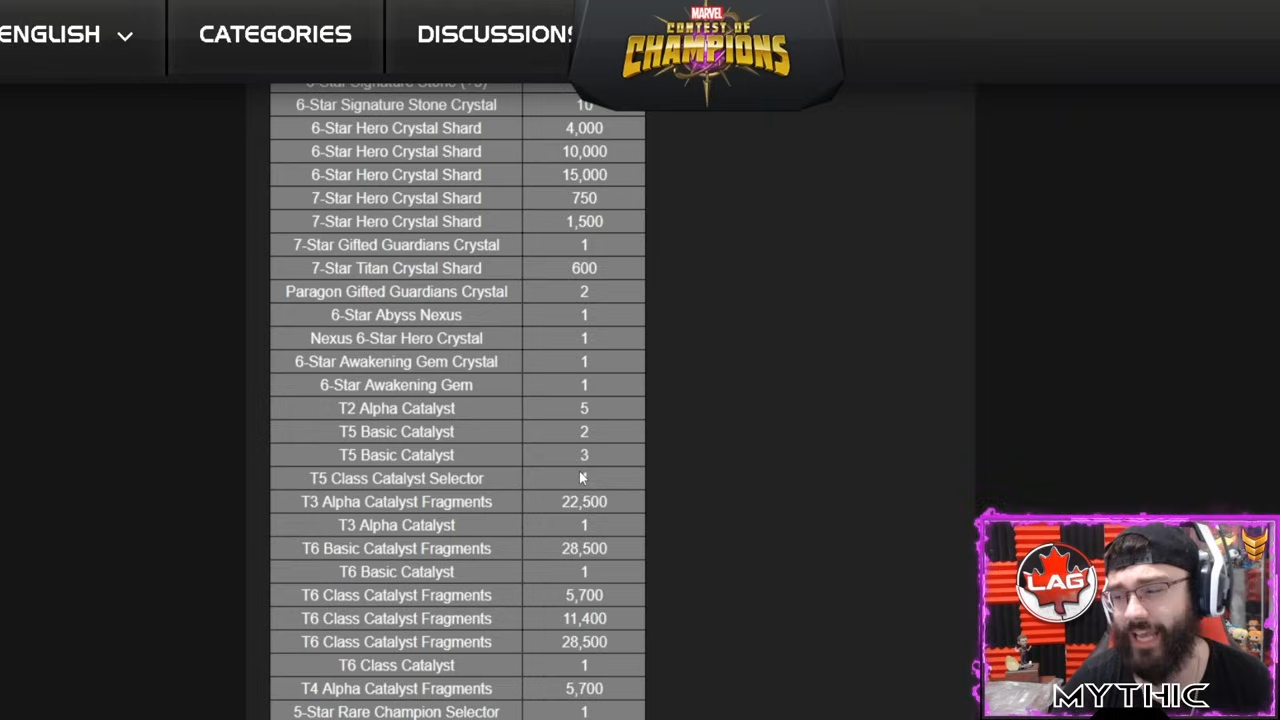 ENGLISH CATEGORIES DISCUSSIONS
MARVEL
CONTEST OF
CHAMPIONS
6-Star Signature Stone Crystal 10
6-Star Hero Crystal Shard 4,000
6-Star Hero Crystal Shard 10,000
6-Star Hero Crystal Shard 15,000
7-Star Hero Crystal Shard 750
7-Star Hero Crystal Shard 1,500
7-Star Gifted Guardians Crystal 1
7-Star Titan Crystal Shard 600
Paragon Gifted Guardians Crystal 2
6-Star Abyss Nexus 1
Nexus 6-Star Hero Crystal 1
6-Star Awakening Gem Crystal 1
6-Star Awakening Gem 1
T2 Alpha Catalyst 5
T5 Basic Catalyst 2
T5 Basic Catalyst 3
T5 Class Catalyst Selector
T3 Alpha Catalyst Fragments 22,500
T3 Alpha Catalyst 1
T6 Basic Catalyst Fragments 28,500
T6 Basic Catalyst 1
T6 Class Catalyst Fragments 5,700
T6 Class Catalyst Fragments 11,400
T6 Class Catalyst Fragments 28,500
T6 Class Catalyst 1
T4 Alpha Catalyst Fragments 5,700
5-Star Rare Champion Selector 1
LAG
MYTHIC